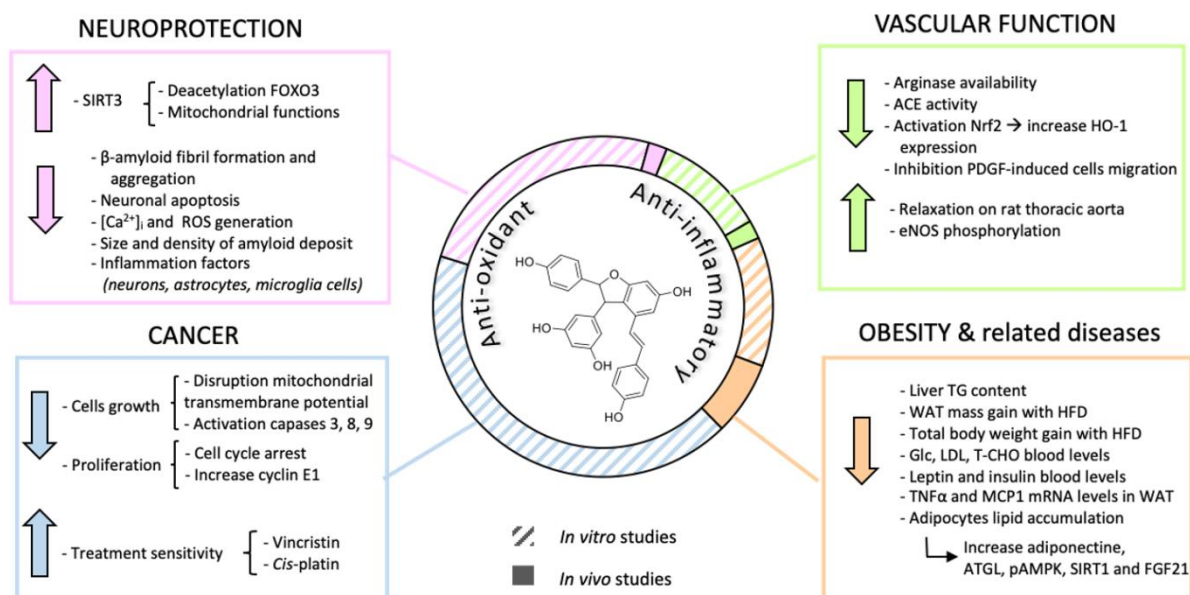 NEUROPROTECTION
- SIRT3
- Deacetylation FOXO3
- Mitochondrial functions
- β-amyloid fibril formation and
aggregation
- Neuronal apoptosis
- [Ca²⁺]ᵢ and ROS generation
- Size and density of amyloid deposit
- Inflammation factors
(neurons, astrocytes, microglia cells)
VASCULAR FUNCTION
- Arginase availability
- ACE activity
- Activation Nrf2 → increase HO-1
expression
- Inhibition PDGF-induced cells migration
- Relaxation on rat thoracic aorta
- eNOS phosphorylation
Anti-oxidant
Anti-inflammatory
HO
O
OH
HO
OH
HO
CANCER
- Cells growth
- Disruption mitochondrial
transmembrane potential
- Activation capases 3, 8, 9
- Proliferation
- Cell cycle arrest
- Increase cyclin E1
- Treatment sensitivity
- Vincristin
- Cis-platin
OBESITY & related diseases
- Liver TG content
- WAT mass gain with HFD
- Total body weight gain with HFD
- Glc, LDL, T-CHO blood levels
- Leptin and insulin blood levels
- TNFα and MCP1 mRNA levels in WAT
- Adipocytes lipid accumulation
Increase adiponectine,
ATGL, pAMPK, SIRT1 and FGF21
In vitro studies
In vivo studies